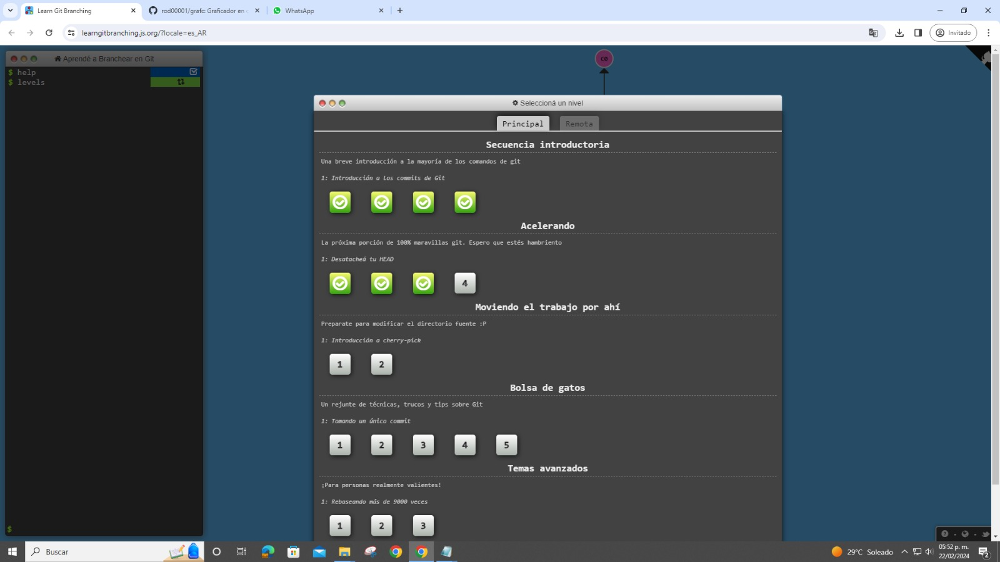 Learn Git Branching
rod00001/grafc: Graficador en c
WhatsApp
learngitbranching.js.org/?locale=es_AR
Invitado
Aprendé a Branchear en Git
$ help
$ levels
$
C0
Seleccioná un nivel
Principal
Remota
Secuencia introductoria
Una breve introducción a la mayoría de los comandos de git
1: Introducción a Los commits de Git
Acelerando
La próxima porción de 100% maravillas git. Espero que estés hambriento
1: Desatacheá tu HEAD
4
Moviendo el trabajo por ahí
Preparate para modificar el directorio fuente :P
1: Introducción a cherry-pick
1 2
Bolsa de gatos
Un rejunte de técnicas, trucos y tips sobre Git
1: Tomando un único commit
1 2 3 4 5
Temas avanzados
¡Para personas realmente valientes!
1: Rebaseando más de 9000 veces
1 2 3
Buscar
29°C Soleado
05:52 p. m.
22/02/2024
2